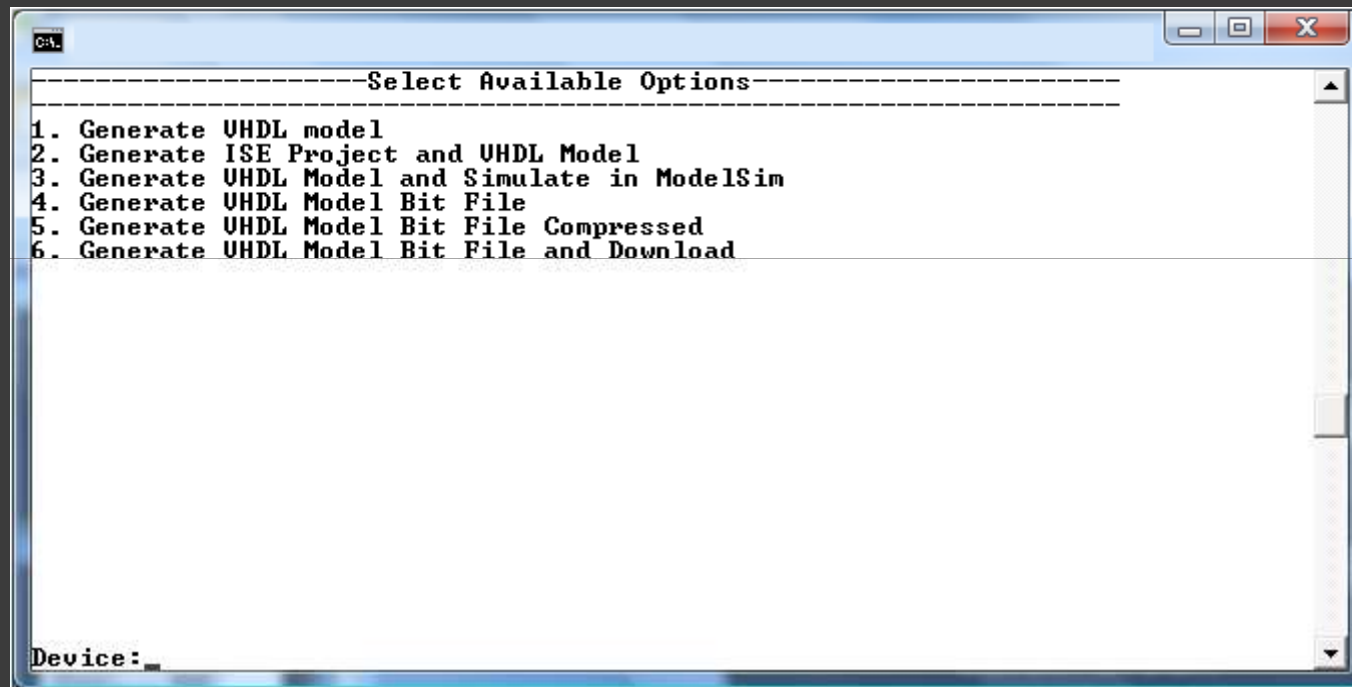 C:\.
---------------------Select Available Options-----------------------
--------------------------------------------------------------------
1. Generate VHDL model
2. Generate ISE Project and VHDL Model
3. Generate VHDL Model and Simulate in ModelSim
4. Generate VHDL Model Bit File
5. Generate VHDL Model Bit File Compressed
6. Generate VHDL Model Bit File and Download
Device:_